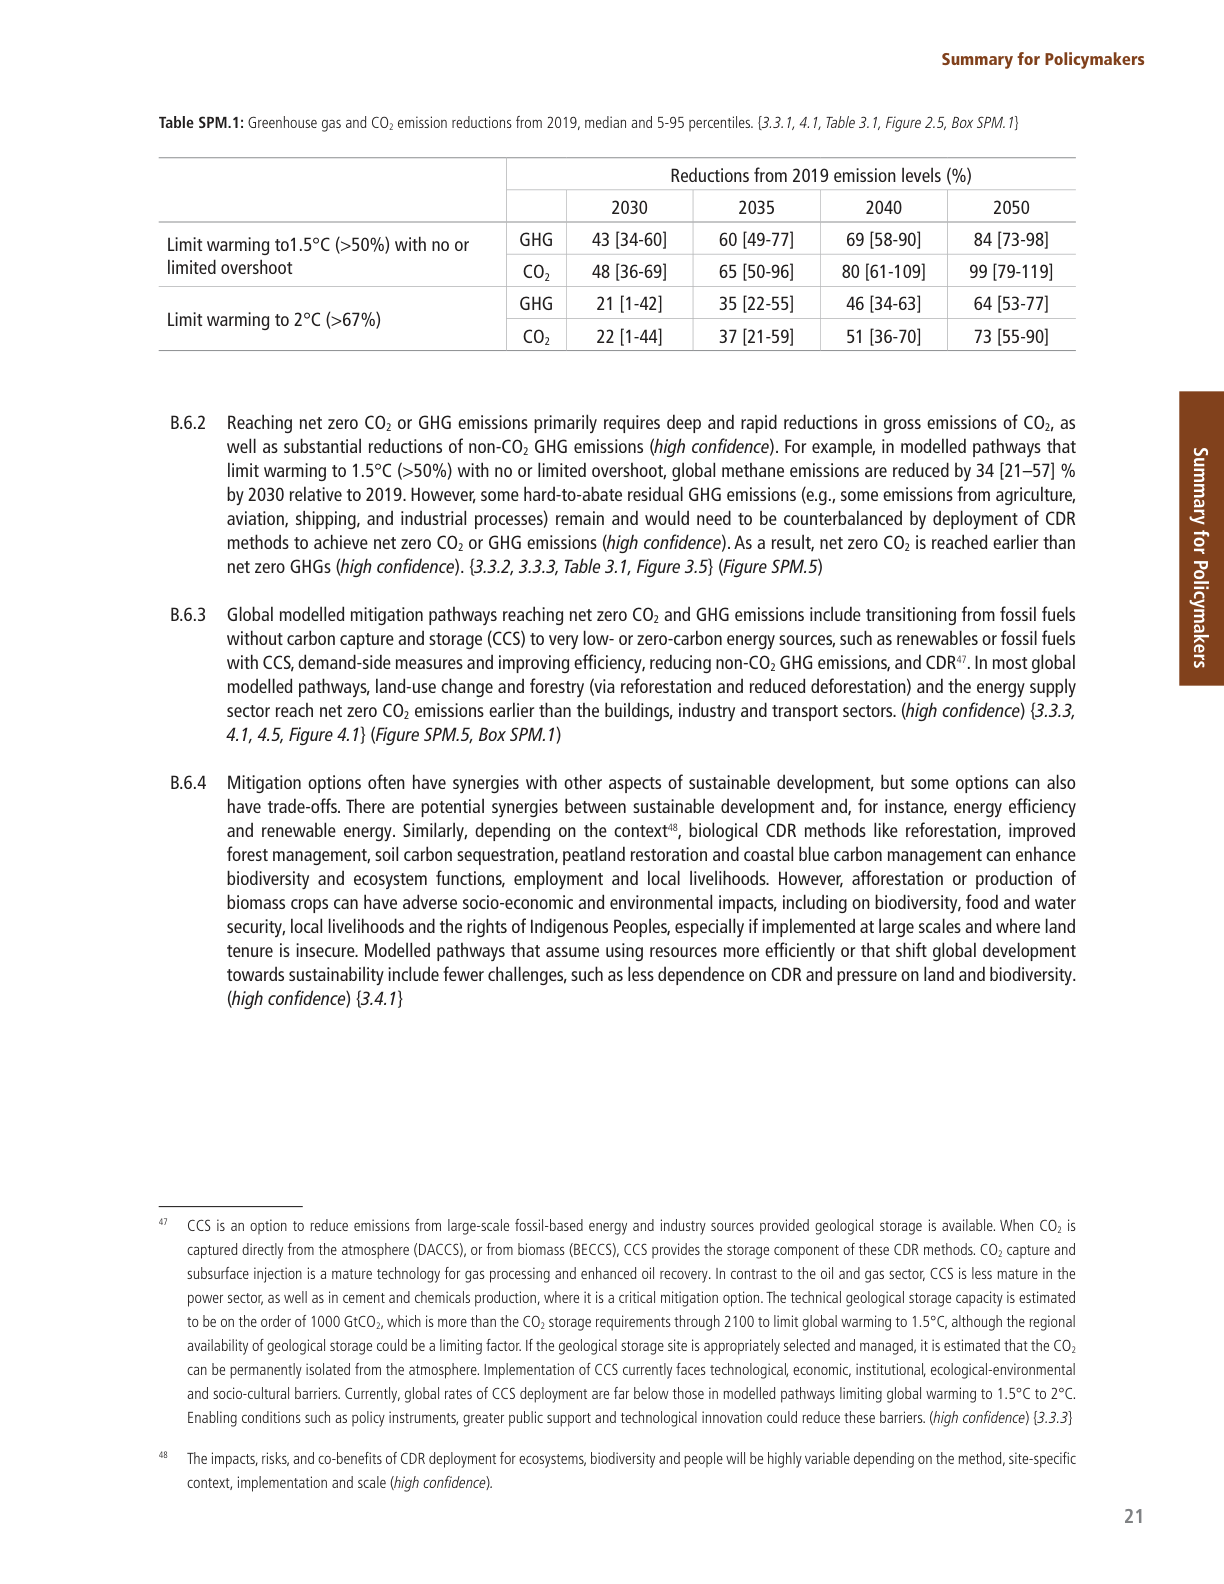 Summary for Policymakers
Table SPM.1: Greenhouse gas and CO₂ emission reductions from 2019, median and 5-95 percentiles. {3.3.1, 4.1, Table 3.1, Figure 2.5, Box SPM.1}
Reductions from 2019 emission levels (%)
2030 2035 2040 2050
Limit warming to1.5°C (>50%) with no or limited overshoot
GHG 43 [34-60] 60 [49-77] 69 [58-90] 84 [73-98]
CO₂ 48 [36-69] 65 [50-96] 80 [61-109] 99 [79-119]
Limit warming to 2°C (>67%)
GHG 21 [1-42] 35 [22-55] 46 [34-63] 64 [53-77]
CO₂ 22 [1-44] 37 [21-59] 51 [36-70] 73 [55-90]
B.6.2 Reaching net zero CO₂ or GHG emissions primarily requires deep and rapid reductions in gross emissions of CO₂, as
well as substantial reductions of non-CO₂ GHG emissions (high confidence). For example, in modelled pathways that
limit warming to 1.5°C (>50%) with no or limited overshoot, global methane emissions are reduced by 34 [21–57] %
by 2030 relative to 2019. However, some hard-to-abate residual GHG emissions (e.g., some emissions from agriculture,
aviation, shipping, and industrial processes) remain and would need to be counterbalanced by deployment of CDR
methods to achieve net zero CO₂ or GHG emissions (high confidence). As a result, net zero CO₂ is reached earlier than
net zero GHGs (high confidence). {3.3.2, 3.3.3, Table 3.1, Figure 3.5} (Figure SPM.5)
B.6.3 Global modelled mitigation pathways reaching net zero CO₂ and GHG emissions include transitioning from fossil fuels
without carbon capture and storage (CCS) to very low- or zero-carbon energy sources, such as renewables or fossil fuels
with CCS, demand-side measures and improving efficiency, reducing non-CO₂ GHG emissions, and CDR⁴⁷. In most global
modelled pathways, land-use change and forestry (via reforestation and reduced deforestation) and the energy supply
sector reach net zero CO₂ emissions earlier than the buildings, industry and transport sectors. (high confidence) {3.3.3,
4.1, 4.5, Figure 4.1} (Figure SPM.5, Box SPM.1)
B.6.4 Mitigation options often have synergies with other aspects of sustainable development, but some options can also
have trade-offs. There are potential synergies between sustainable development and, for instance, energy efficiency
and renewable energy. Similarly, depending on the context⁴⁸, biological CDR methods like reforestation, improved
forest management, soil carbon sequestration, peatland restoration and coastal blue carbon management can enhance
biodiversity and ecosystem functions, employment and local livelihoods. However, afforestation or production of
biomass crops can have adverse socio-economic and environmental impacts, including on biodiversity, food and water
security, local livelihoods and the rights of Indigenous Peoples, especially if implemented at large scales and where land
tenure is insecure. Modelled pathways that assume using resources more efficiently or that shift global development
towards sustainability include fewer challenges, such as less dependence on CDR and pressure on land and biodiversity.
(high confidence) {3.4.1}
Summary for Policymakers
47 CCS is an option to reduce emissions from large-scale fossil-based energy and industry sources provided geological storage is available. When CO₂ is
captured directly from the atmosphere (DACCS), or from biomass (BECCS), CCS provides the storage component of these CDR methods. CO₂ capture and
subsurface injection is a mature technology for gas processing and enhanced oil recovery. In contrast to the oil and gas sector, CCS is less mature in the
power sector, as well as in cement and chemicals production, where it is a critical mitigation option. The technical geological storage capacity is estimated
to be on the order of 1000 GtCO₂, which is more than the CO₂ storage requirements through 2100 to limit global warming to 1.5°C, although the regional
availability of geological storage could be a limiting factor. If the geological storage site is appropriately selected and managed, it is estimated that the CO₂
can be permanently isolated from the atmosphere. Implementation of CCS currently faces technological, economic, institutional, ecological-environmental
and socio-cultural barriers. Currently, global rates of CCS deployment are far below those in modelled pathways limiting global warming to 1.5°C to 2°C.
Enabling conditions such as policy instruments, greater public support and technological innovation could reduce these barriers. (high confidence) {3.3.3}
48 The impacts, risks, and co-benefits of CDR deployment for ecosystems, biodiversity and people will be highly variable depending on the method, site-specific
context, implementation and scale (high confidence).
21